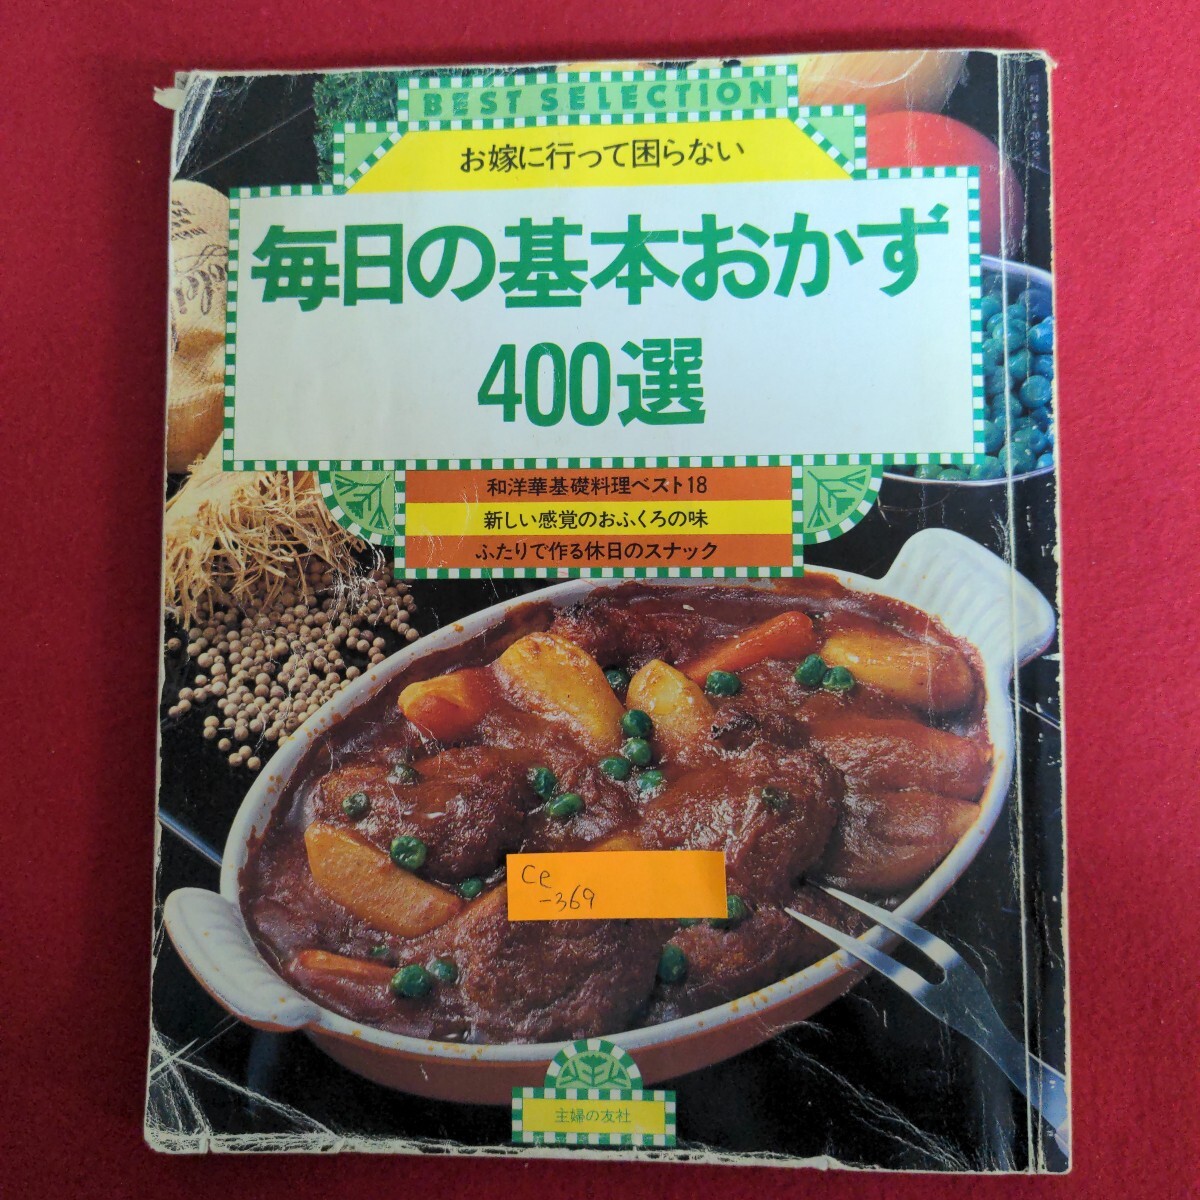 BEST SELECTION
お嫁に行って困らない
毎日の基本おかず
400選
和洋華基礎料理ベスト18
新しい感覚のおふくろの味
ふたりで作る休日のスナック
Ce
-369
主婦の友社